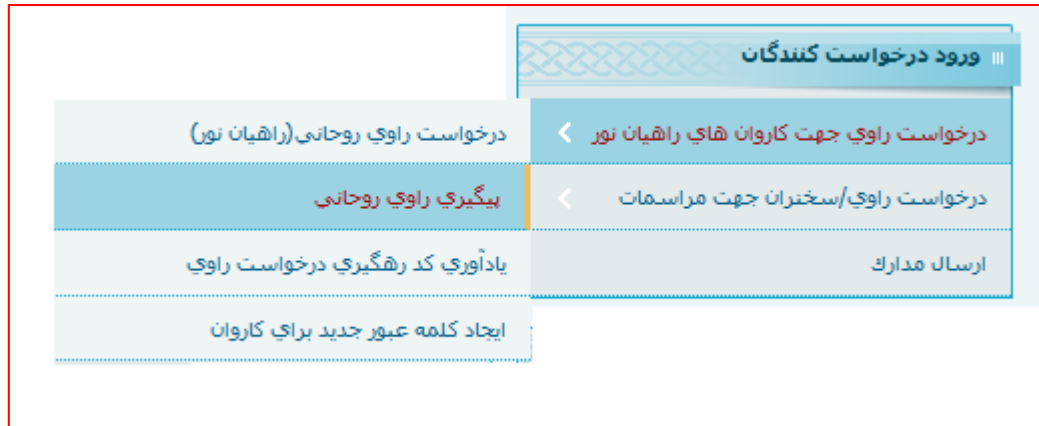 ورود درخواست كنندگان
درخواست راوي جهت كاروان هاي راهيان نور
درخواست راوي/سخنران جهت مراسمات
ارسال مدارك
درخواست راوي روحاني(راهيان نور)
پيگيري راوي روحاني
يادآوري كد رهگيري درخواست راوي
ايجاد كلمه عبور جديد براي كاروان